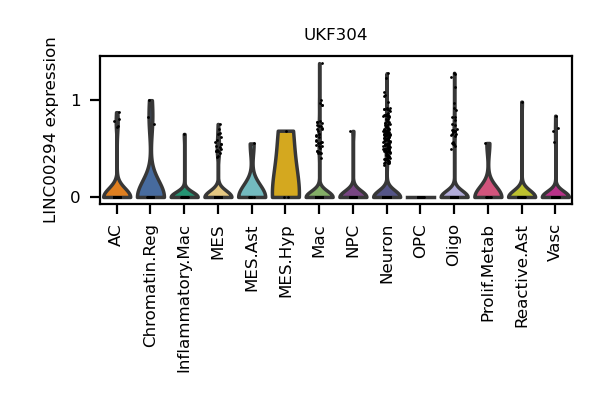 UKF304
LINC00294 expression
1
0
AC
Chromatin.Reg
Inflammatory.Mac
MES
MES.Ast
MES.Hyp
Mac
NPC
Neuron
OPC
Oligo
Prolif.Metab
Reactive.Ast
Vasc